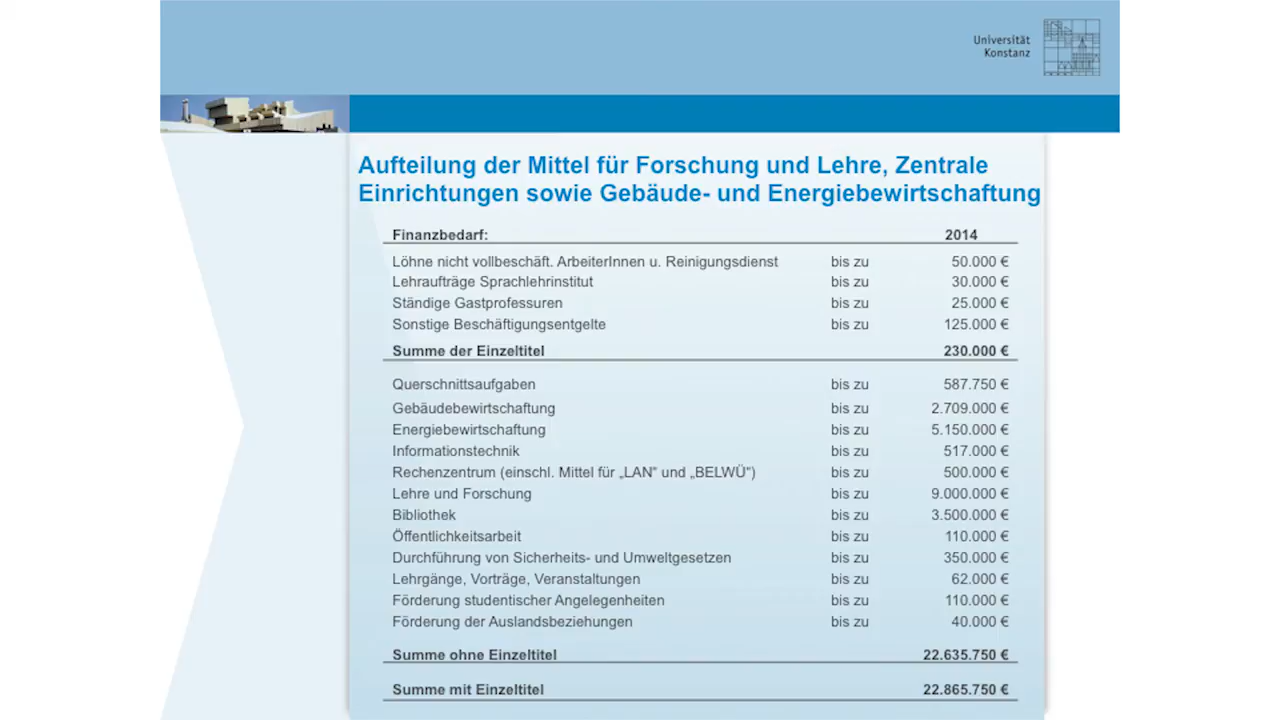 Universität
Konstanz
Aufteilung der Mittel für Forschung und Lehre, Zentrale
Einrichtungen sowie Gebäude- und Energiebewirtschaftung
Finanzbedarf: 2014
Löhne nicht vollbeschäft. ArbeiterInnen u. Reinigungsdienst bis zu 50.000 €
Lehraufträge Sprachlehrinstitut bis zu 30.000 €
Ständige Gastprofessuren bis zu 25.000 €
Sonstige Beschäftigungsentgelte bis zu 125.000 €
Summe der Einzeltitel 230.000 €
Querschnittsaufgaben bis zu 587.750 €
Gebäudebewirtschaftung bis zu 2.709.000 €
Energiebewirtschaftung bis zu 5.150.000 €
Informationstechnik bis zu 517.000 €
Rechenzentrum (einschl. Mittel für „LAN“ und „BELWÜ“) bis zu 500.000 €
Lehre und Forschung bis zu 9.000.000 €
Bibliothek bis zu 3.500.000 €
Öffentlichkeitsarbeit bis zu 110.000 €
Durchführung von Sicherheits- und Umweltgesetzen bis zu 350.000 €
Lehrgänge, Vorträge, Veranstaltungen bis zu 62.000 €
Förderung studentischer Angelegenheiten bis zu 110.000 €
Förderung der Auslandsbeziehungen bis zu 40.000 €
Summe ohne Einzeltitel 22.635.750 €
Summe mit Einzeltitel 22.865.750 €